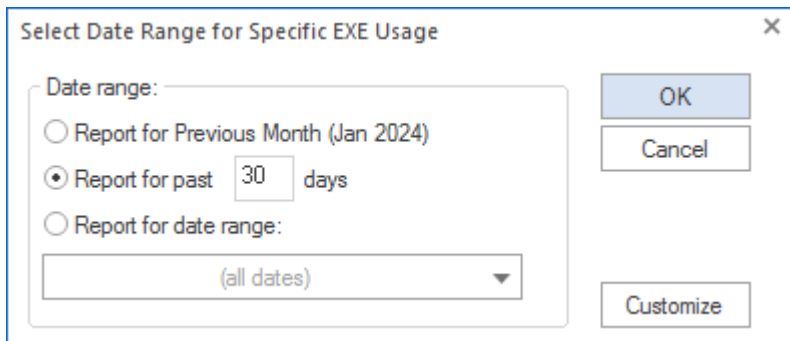 Select Date Range for Specific EXE Usage
Date range:
Report for Previous Month (Jan 2024)
Report for past 30 days
Report for date range:
(all dates)
OK
Cancel
Customize